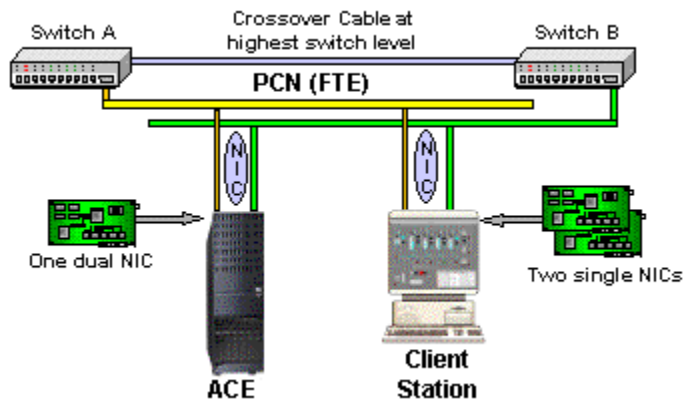 Switch A
Crossover Cable at
highest switch level
Switch B
PCN (FTE)
NIC
NIC
One dual NIC
Two single NICs
ACE
Client
Station